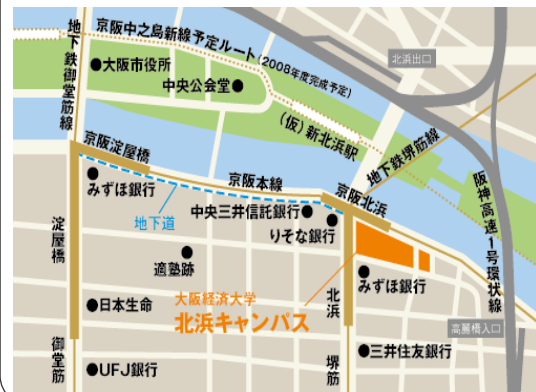 京阪中之島新線予定ルート(2008年度完成予定)
地下鉄御堂筋線
大阪市役所
中央公会堂
北浜出口
(仮)新北浜駅
地下鉄堺筋線
京阪淀屋橋
みずほ銀行
京阪本線
地下道
京阪北浜
中央三井信託銀行
りそな銀行
阪神高速1号環状線
淀屋橋
適塾跡
大阪経済大学
北浜キャンパス
北浜
みずほ銀行
日本生命
高麗橋入口
御堂筋
UFJ銀行
堺筋
三井住友銀行